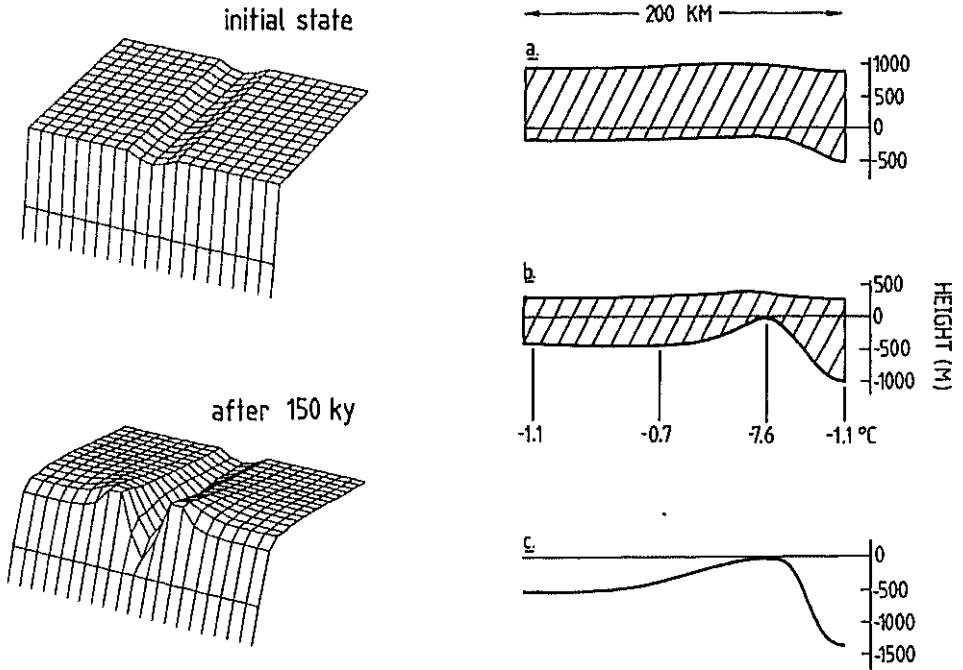 initial state
after 150 ky
200 KM
a.
1000
500
0
-500
b.
500
0
-500
-1000
HEIGHT (M)
-1.1
-0.7
-7.6
-1.1 °C
c.
0
-500
-1000
-1500